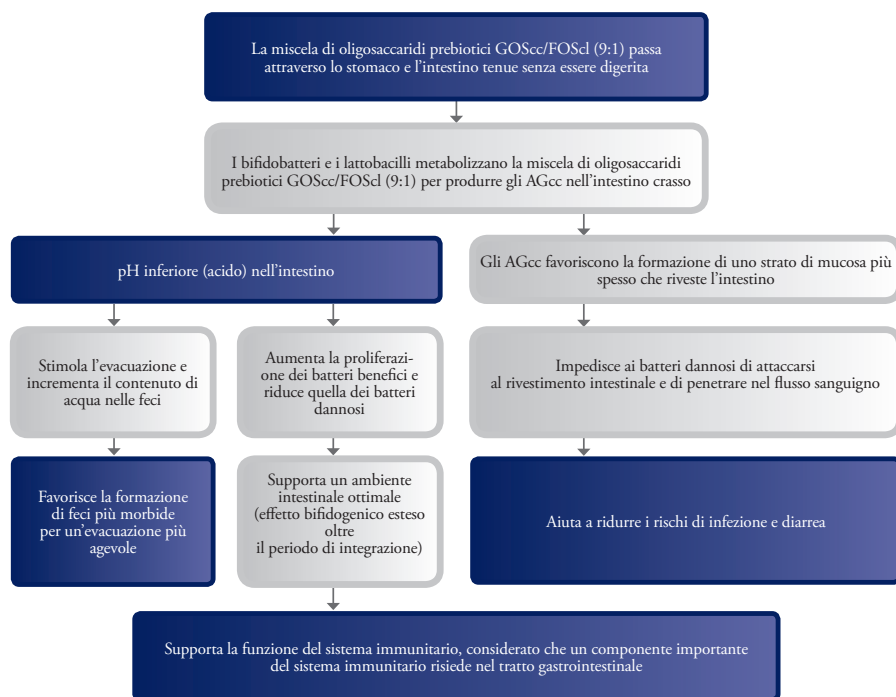 La miscela di oligosaccaridi prebiotici GOScc/FOScl (9:1) passa
attraverso lo stomaco e l'intestino tenue senza essere digerita
I bifidobatteri e i lattobacilli metabolizzano la miscela di oligosaccaridi
prebiotici GOScc/FOScl (9:1) per produrre gli AGcc nell'intestino crasso
pH inferiore (acido) nell'intestino
Gli AGcc favoriscono la formazione di uno strato di mucosa più
spesso che riveste l'intestino
Stimola l'evacuazione e
incrementa il contenuto di
acqua nelle feci
Aumenta la proliferazi-
one dei batteri benefici e
riduce quella dei batteri
dannosi
Impedisce ai batteri dannosi di attaccarsi
al rivestimento intestinale e di penetrare nel flusso sanguigno
Favorisce la formazione
di feci più morbide
per un'evacuazione più
agevole
Supporta un ambiente
intestinale ottimale
(effetto bifidogenico esteso
oltre
il periodo di integrazione)
Aiuta a ridurre i rischi di infezione e diarrea
Supporta la funzione del sistema immunitario, considerato che un componente importante
del sistema immunitario risiede nel tratto gastrointestinale